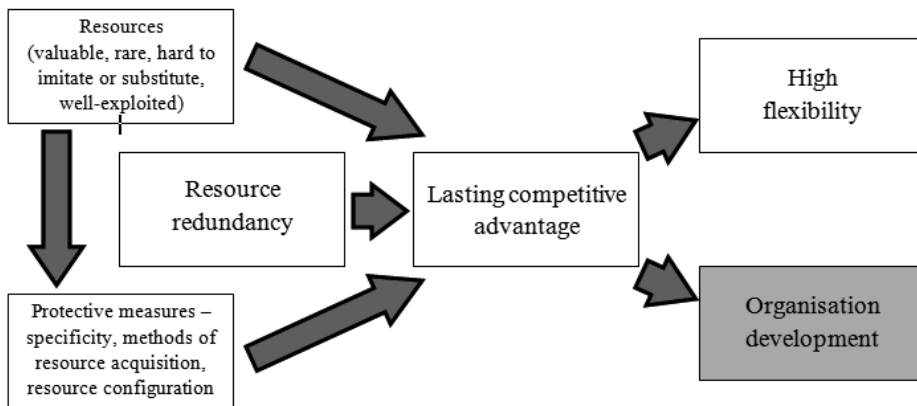 Resources
(valuable, rare, hard to
imitate or substitute,
well-exploited)
High
flexibility
Resource
redundancy
Lasting competitive
advantage
Protective measures –
specificity, methods of
resource acquisition,
resource configuration
Organisation
development